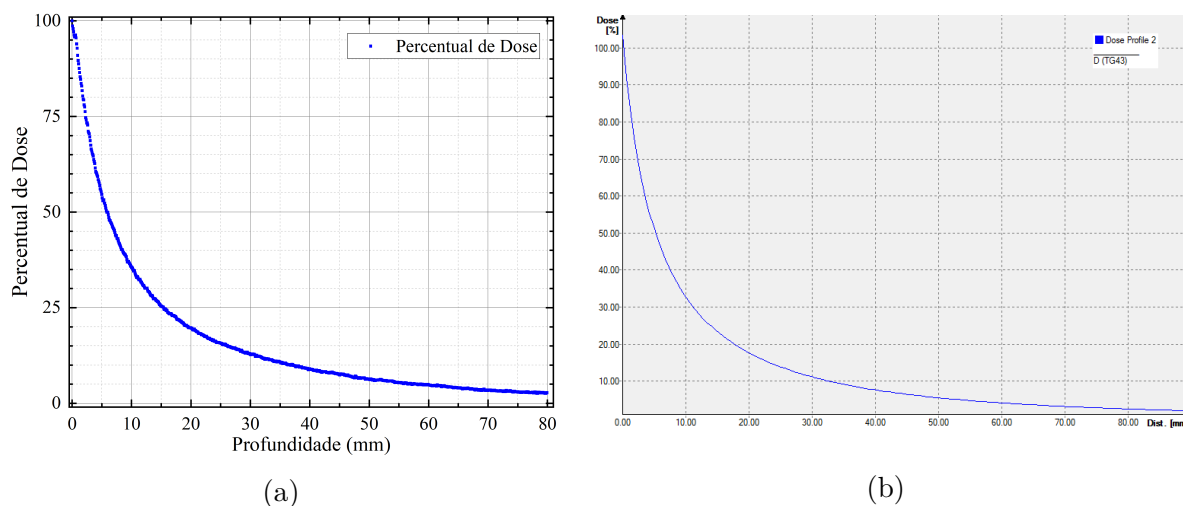 Percentual de Dose
100
75
50
25
0
Percentual de Dose
0 10 20 30 40 50 60 70 80
Profundidade (mm)
(a)
Dose
[%]
100.00
90.00
80.00
70.00
60.00
50.00
40.00
30.00
20.00
10.00
Dose Profile 2
D (TG43)
0.00 10.00 20.00 30.00 40.00 50.00 60.00 70.00 80.00 Dist. [mm
(b)